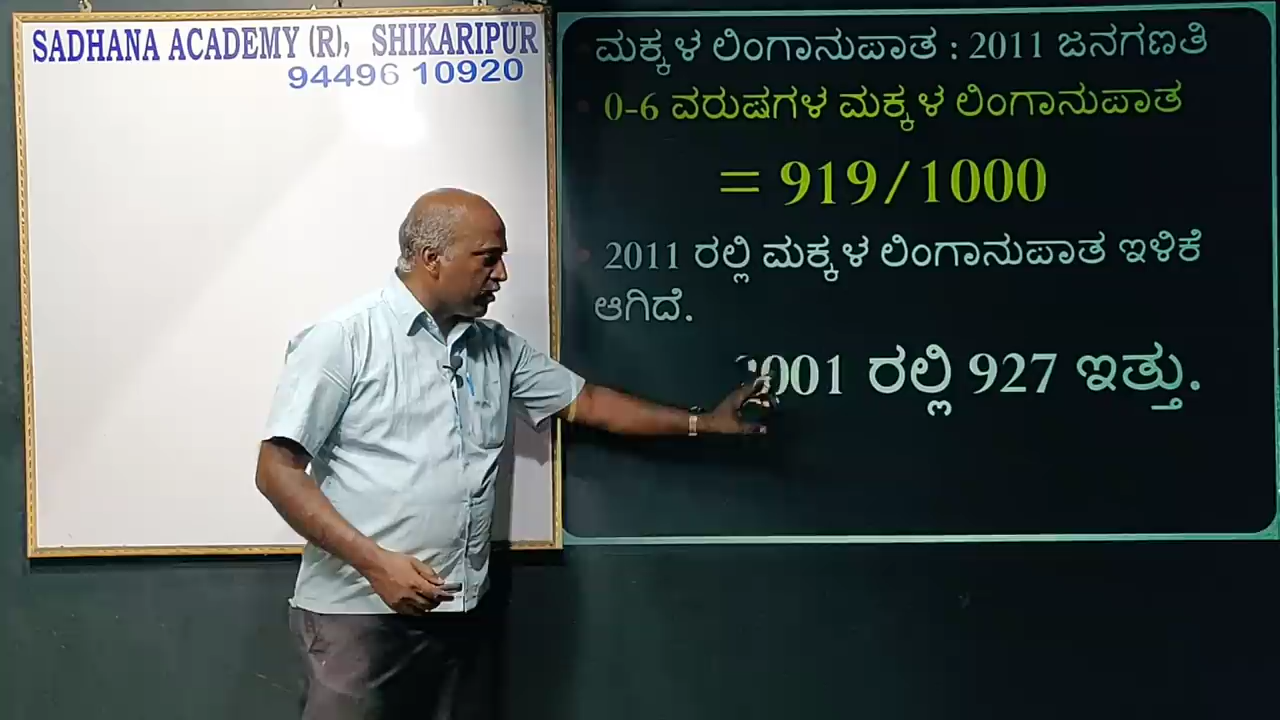 SADHANA ACADEMY (R), SHIKARIPUR
94496 10920
ಮಕ್ಕಳ ಲಿಂಗಾನುಪಾತ : 2011 ಜನಗಣತಿ
0-6 ವರುಷಗಳ ಮಕ್ಕಳ ಲಿಂಗಾನುಪಾತ
= 919/1000
2011 ರಲ್ಲಿ ಮಕ್ಕಳ ಲಿಂಗಾನುಪಾತ ಇಳಿಕೆ
ಆಗಿದೆ.
2001 ರಲ್ಲಿ 927 ಇತ್ತು.